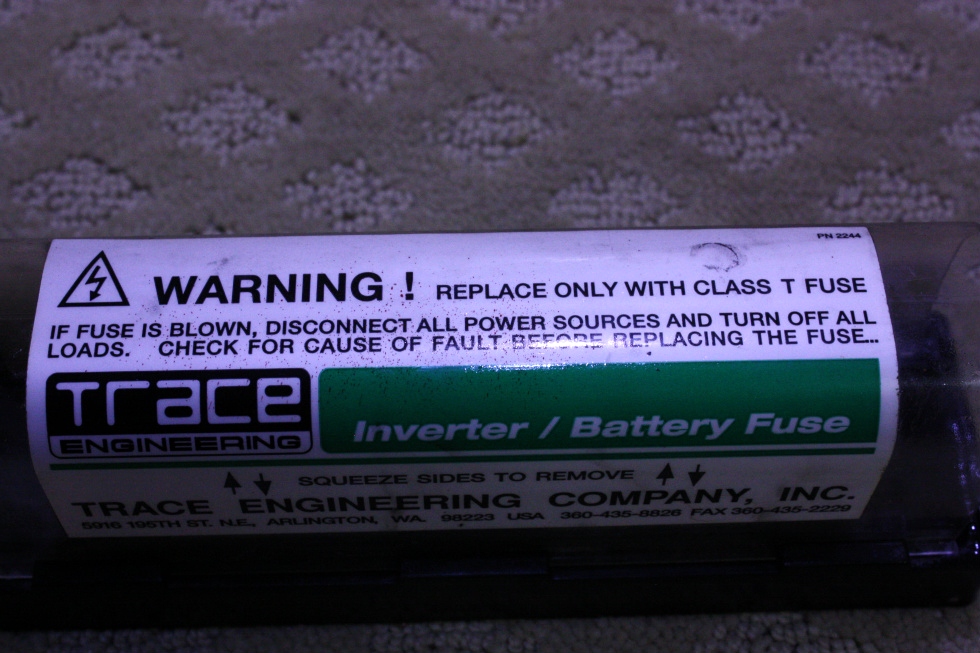 PN 2244
WARNING ! REPLACE ONLY WITH CLASS T FUSE
IF FUSE IS BLOWN, DISCONNECT ALL POWER SOURCES AND TURN OFF ALL
LOADS. CHECK FOR CAUSE OF FAULT BEFORE REPLACING THE FUSE...
Trace
ENGINEERING
Inverter / Battery Fuse
SQUEEZE SIDES TO REMOVE
TRACE ENGINEERING COMPANY, INC.
5916 195TH ST. N.E., ARLINGTON, WA. 98223 USA 360-435-8826 FAX 360-435-2229